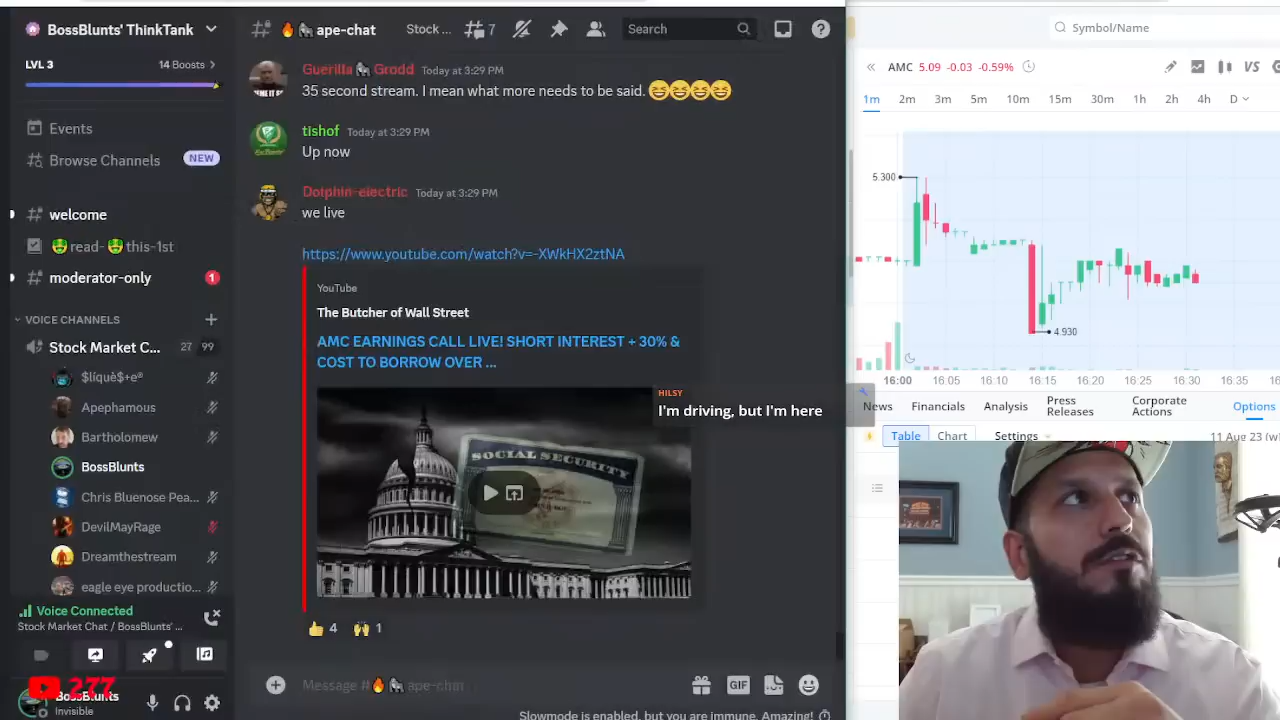 BossBlunts' ThinkTank
LVL 3
14 Boosts
Events
Browse Channels
NEW
welcome
read-
this-1st
moderator-only
1
VOICE CHANNELS
Stock Market C...
27 99
$líquè$+eᴽ
Apephamous
Bartholomew
BossBlunts
Chris Bluenose Pea...
DevilMayRage
Dreamthestream
eagle eye productio...
Voice Connected
Stock Market Chat / BossBlunts' ...
277
BossBlunts
Invisible
ape-chat
Stock ...
7
Search
Guerilla Grodd Today at 3:29 PM
35 second stream. I mean what more needs to be said. 😆😆😆😆
tishof Today at 3:29 PM
Up now
Dolphin electric Today at 3:29 PM
we live
https://www.youtube.com/watch?v=-XWkHX2ztNA
YouTube
The Butcher of Wall Street
AMC EARNINGS CALL LIVE! SHORT INTEREST + 30% &
COST TO BORROW OVER ...
SOCIAL SECURITY
HILSY
I'm driving, but I'm here
👍 4 🙌 1
Message #🔥🦍 ape-chat
GIF
Slowmode is enabled, but you are immune. Amazing!
Symbol/Name
AMC 5.09 -0.03 -0.59%
VS
1m 2m 3m 5m 10m 15m 30m 1h 2h 4h D
5.300
4.930
16:00 16:05 16:10 16:15 16:20 16:25 16:30 16:35
News Financials Analysis Press Releases Corporate Actions Options
Table Chart Settings
11 Aug 23